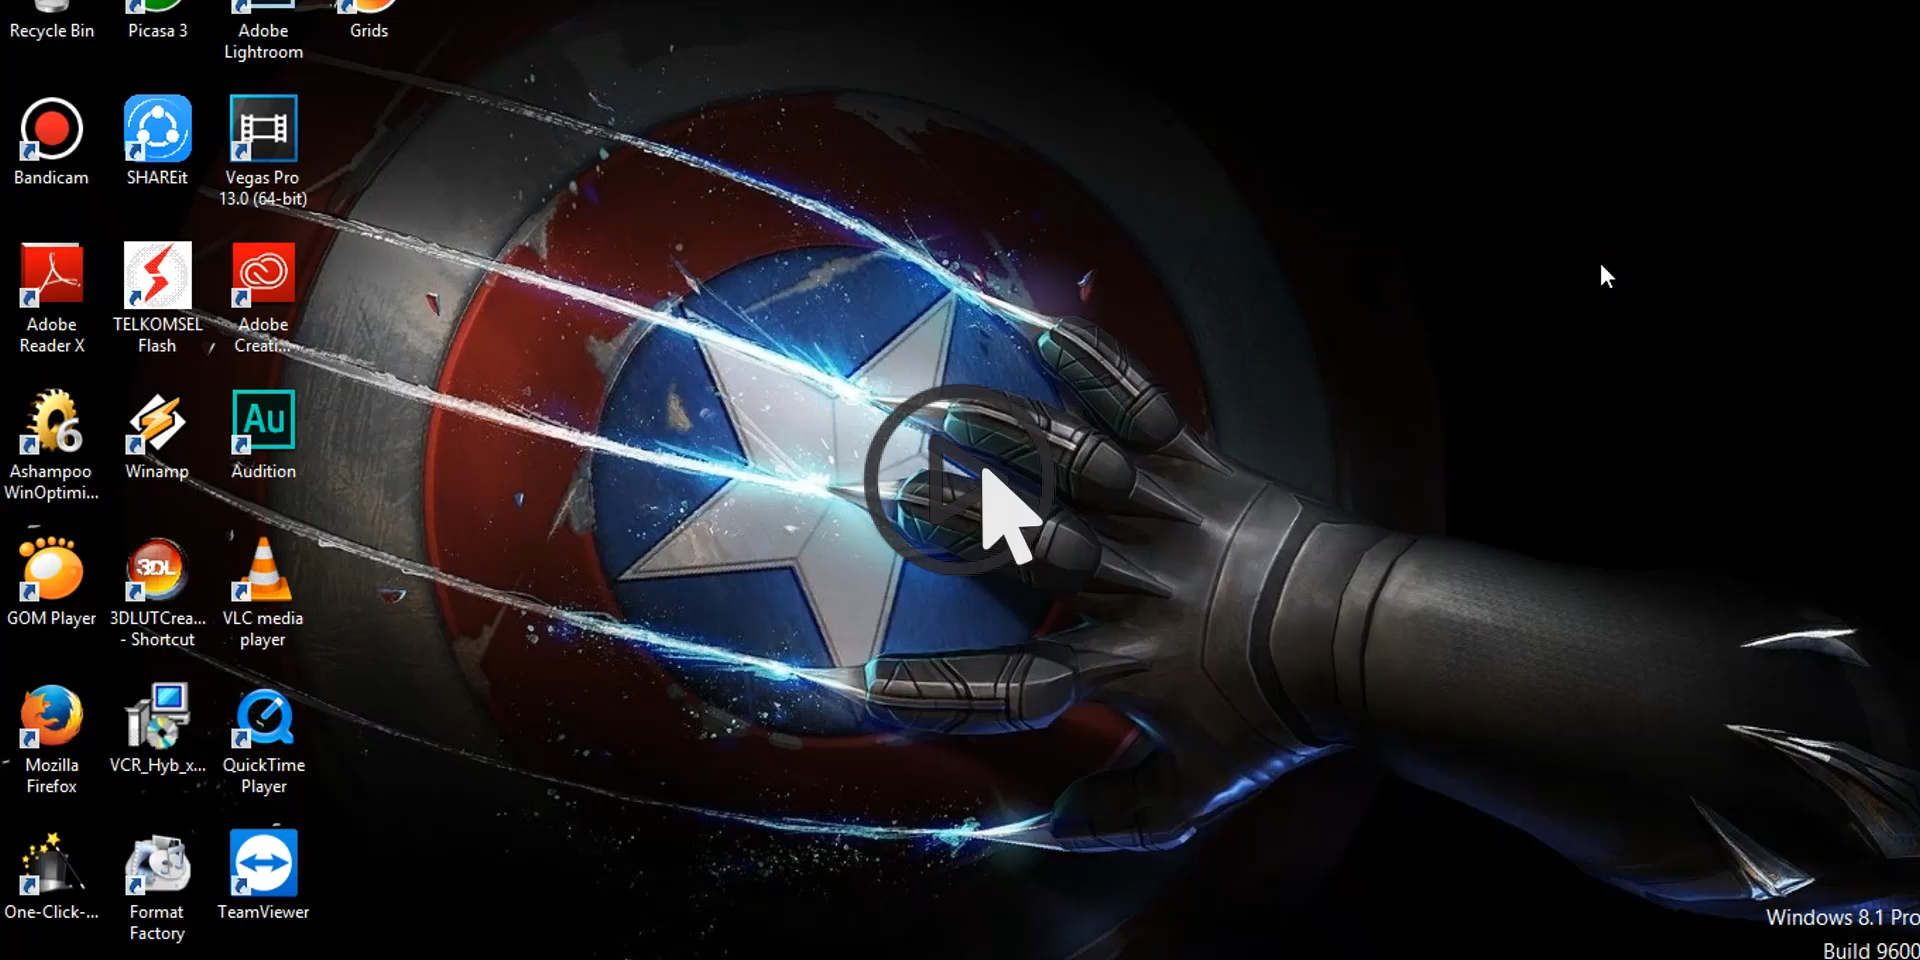 Recycle Bin
Picasa 3
Adobe
Lightroom
Grids
Bandicam
SHAREit
Vegas Pro
13.0 (64-bit)
Adobe
Reader X
TELKOMSEL
Flash
Adobe
Creati...
Ashampoo
WinOptimi...
6
Winamp
Au
Audition
GOM Player
3DL
3DLUTCrea...
- Shortcut
VLC media
player
Mozilla
Firefox
VCR_Hyb_x...
QuickTime
Player
One-Click-...
Format
Factory
TeamViewer
Windows 8.1 Pro
Build 9600